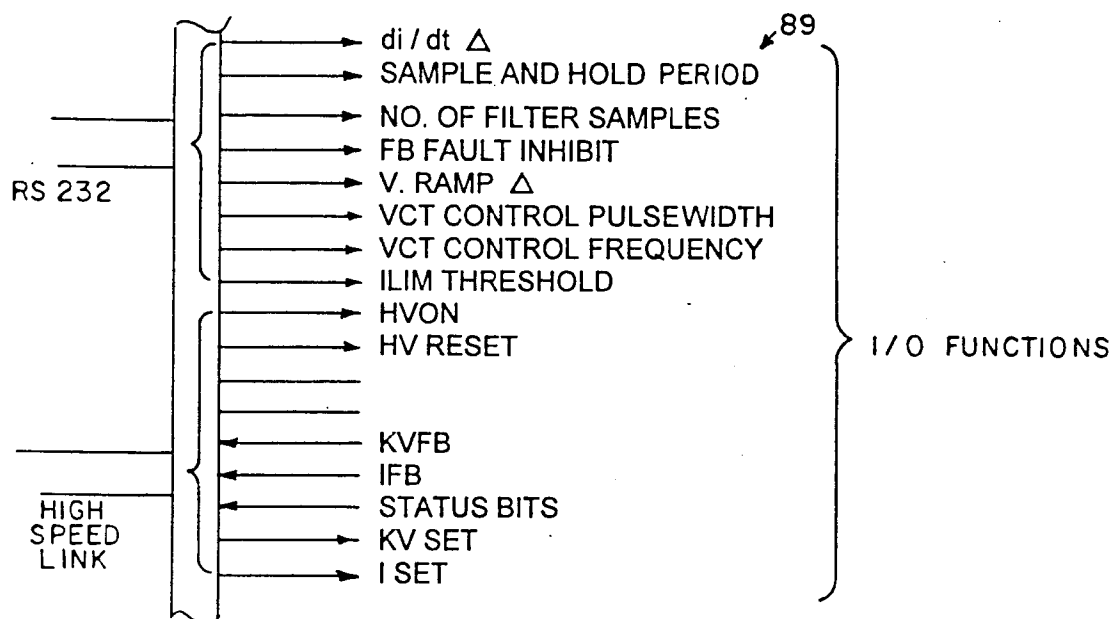 89
di / dt △
SAMPLE AND HOLD PERIOD
NO. OF FILTER SAMPLES
FB FAULT INHIBIT
RS 232
V. RAMP △
VCT CONTROL PULSEWIDTH
VCT CONTROL FREQUENCY
ILIM THRESHOLD
HVON
HV RESET
I/O FUNCTIONS
KVFB
IFB
STATUS BITS
HIGH
SPEED
LINK
KV SET
I SET